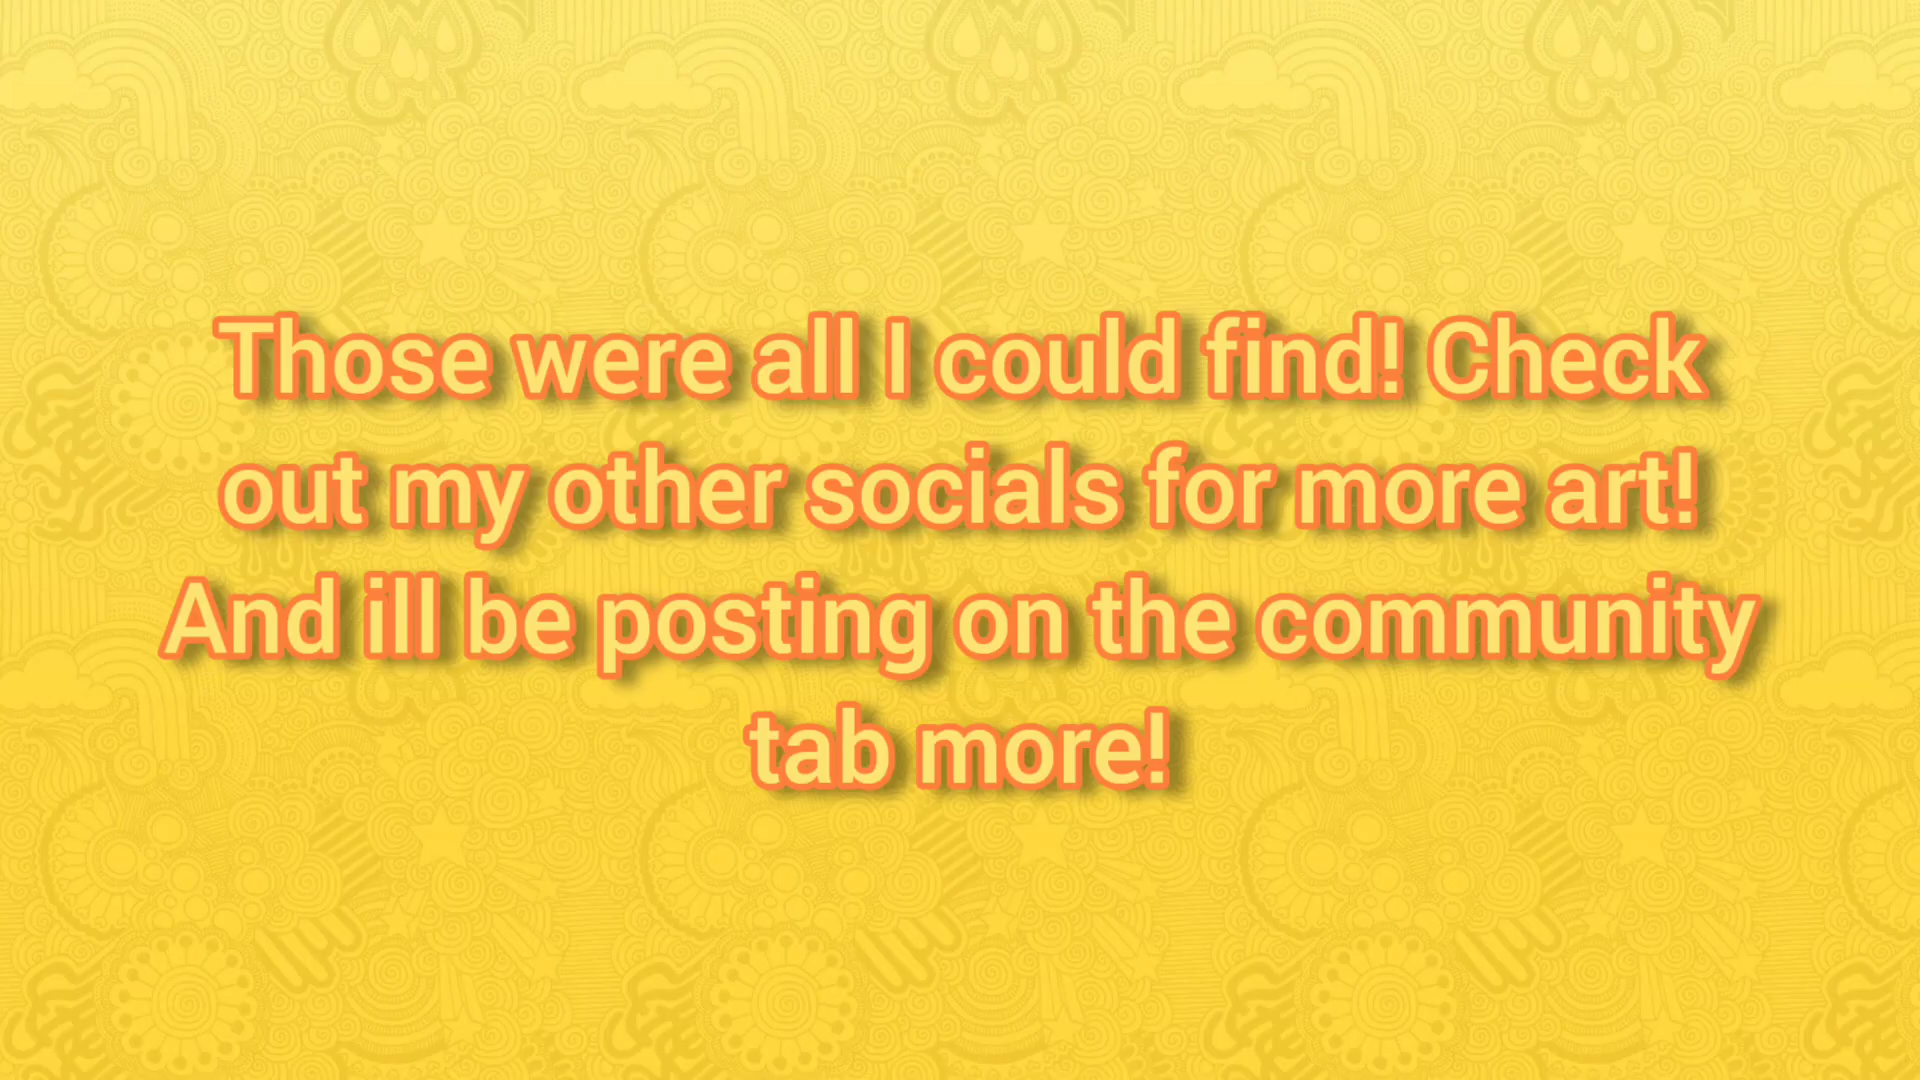 Those were all I could find! Check
out my other socials for more art!
And ill be posting on the community
tab more!